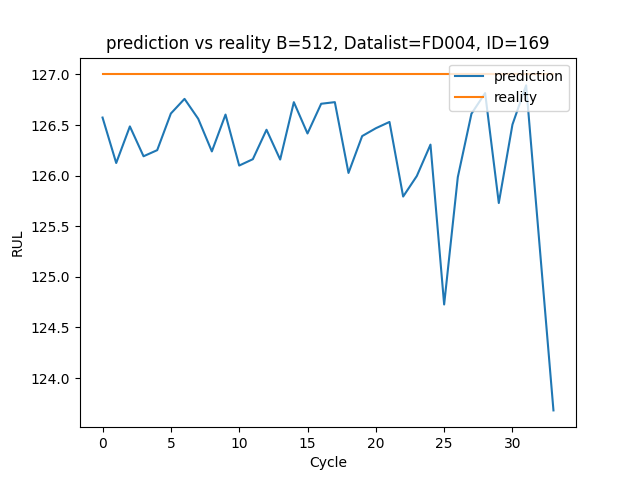 prediction vs reality B=512, Datalist=FD004, ID=169
127.0
126.5
126.0
125.5
125.0
124.5
124.0
RUL
prediction
reality
0 5 10 15 20 25 30
Cycle